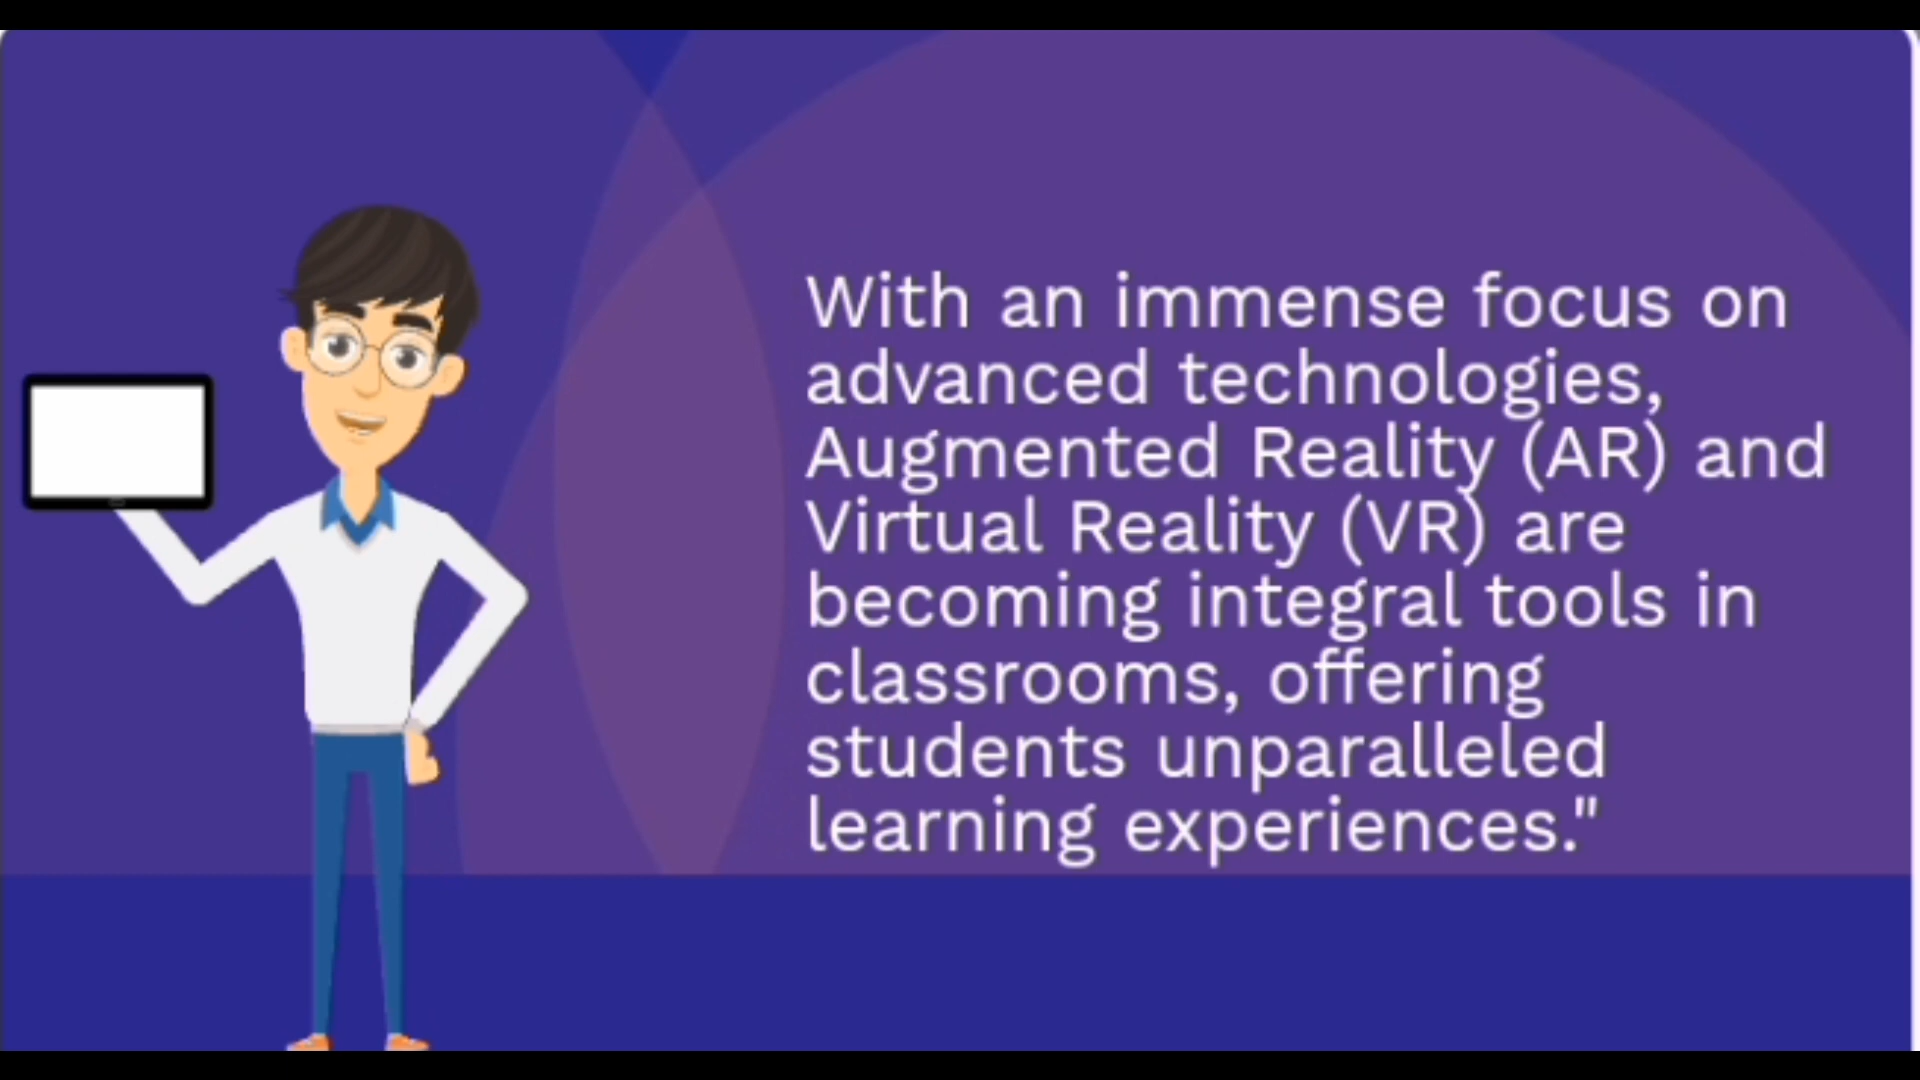 With an immense focus on
advanced technologies,
Augmented Reality (AR) and
Virtual Reality (VR) are
becoming integral tools in
classrooms, offering
students unparalleled
learning experiences."